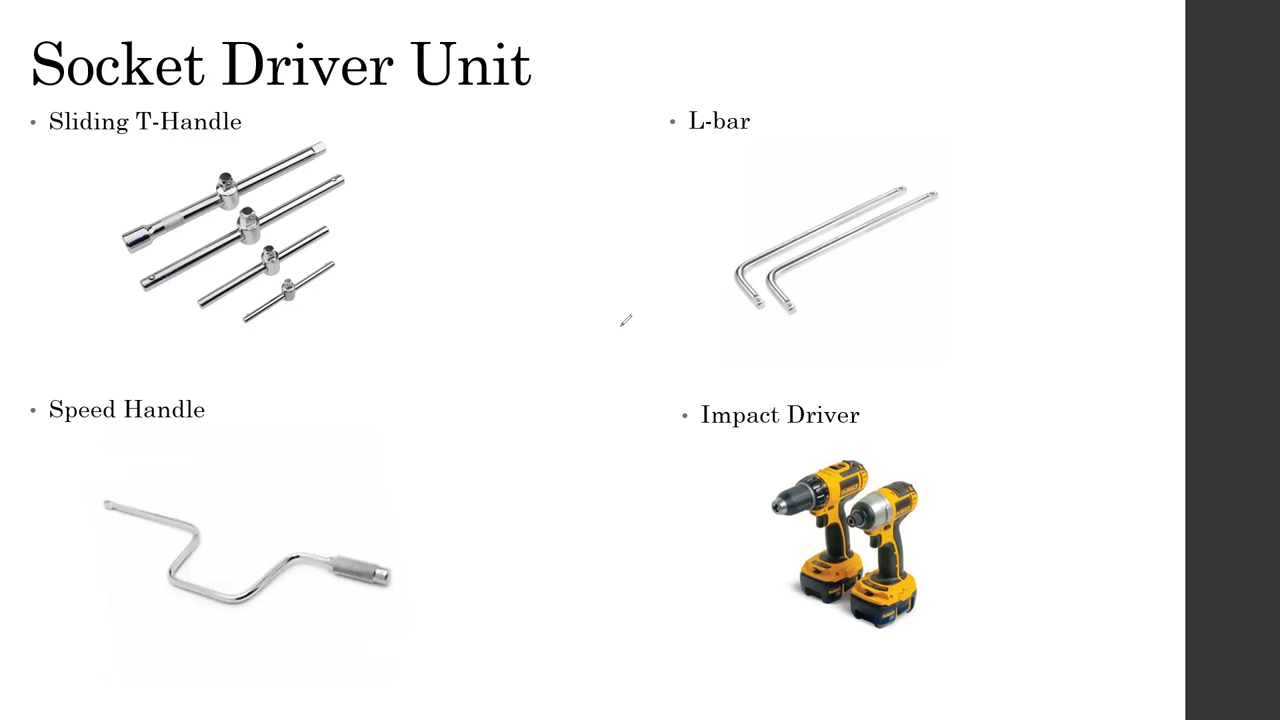 Socket Driver Unit
• Sliding T-Handle
• L-bar
• Speed Handle
• Impact Driver